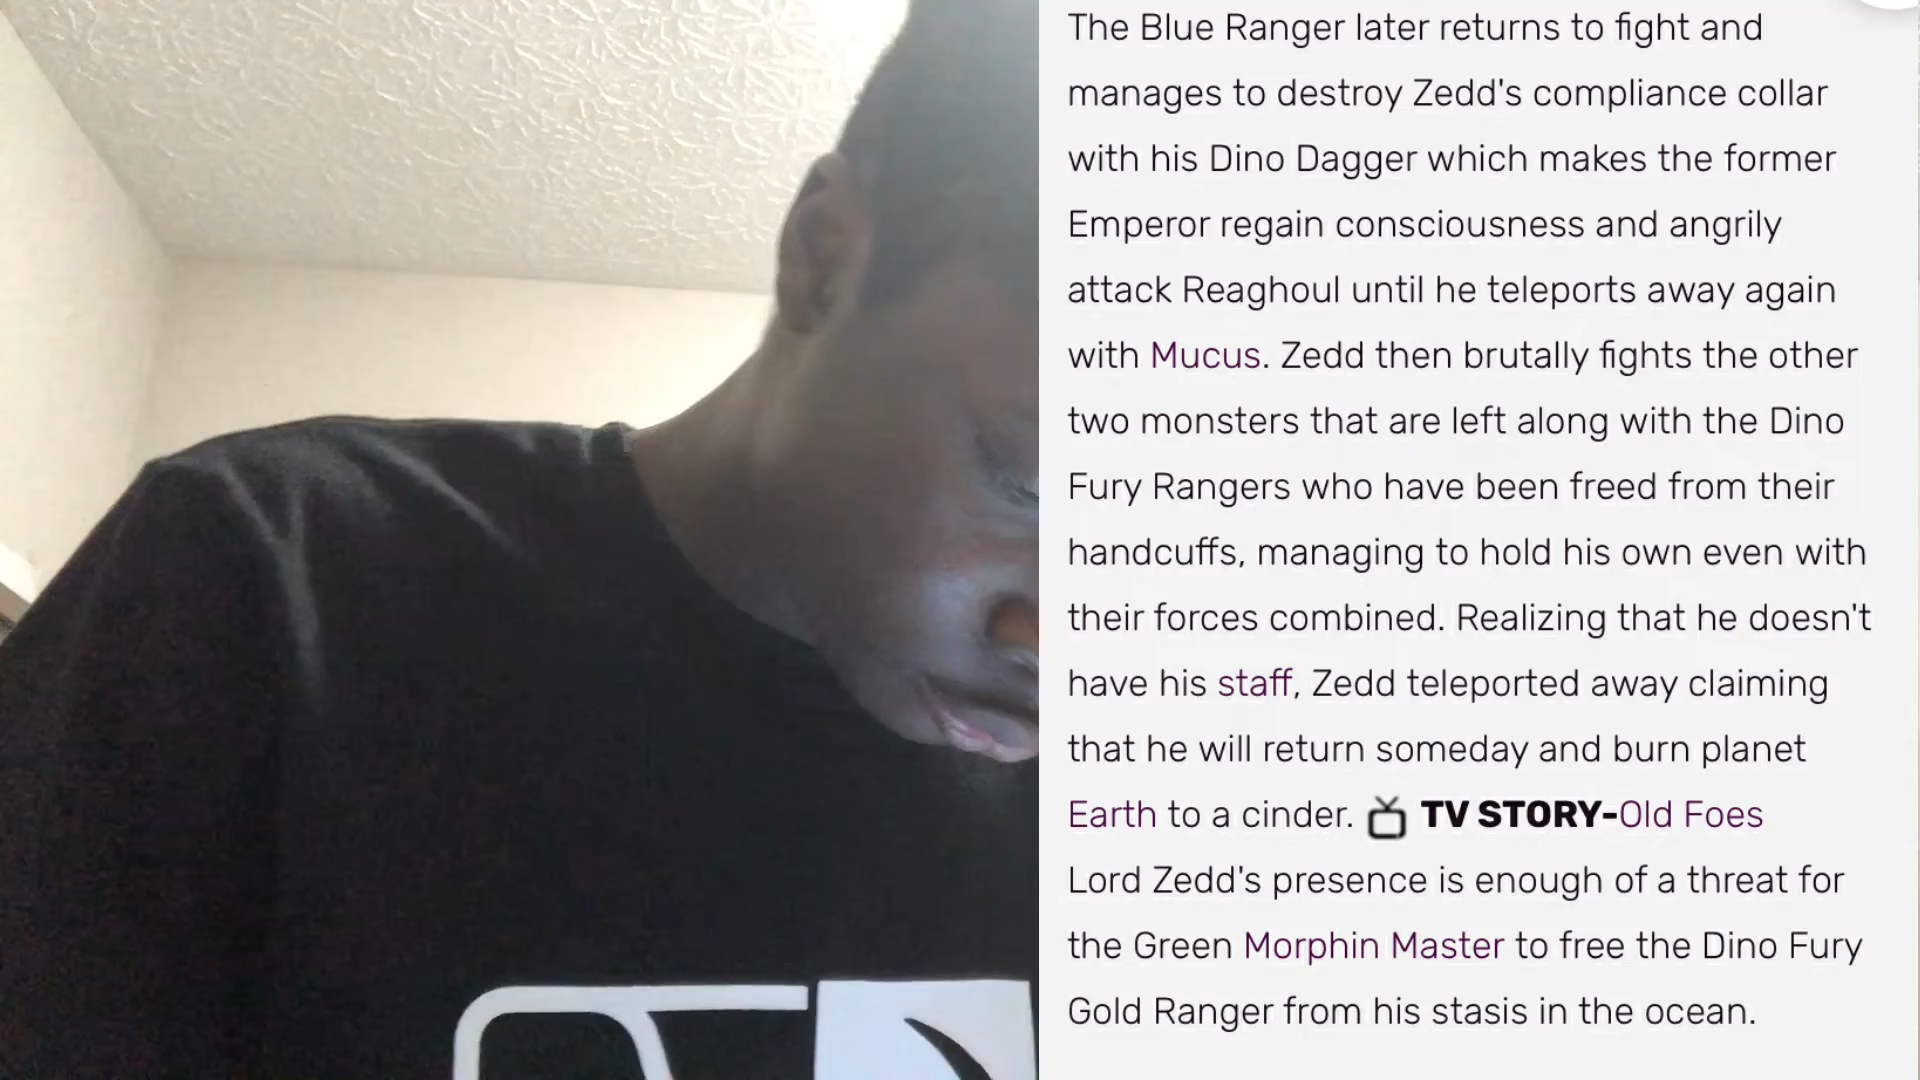 The Blue Ranger later returns to fight and
manages to destroy Zedd's compliance collar
with his Dino Dagger which makes the former
Emperor regain consciousness and angrily
attack Reaghoul until he teleports away again
with Mucus. Zedd then brutally fights the other
two monsters that are left along with the Dino
Fury Rangers who have been freed from their
handcuffs, managing to hold his own even with
their forces combined. Realizing that he doesn't
have his staff, Zedd teleported away claiming
that he will return someday and burn planet
Earth to a cinder. TV STORY-Old Foes
Lord Zedd's presence is enough of a threat for
the Green Morphin Master to free the Dino Fury
Gold Ranger from his stasis in the ocean.